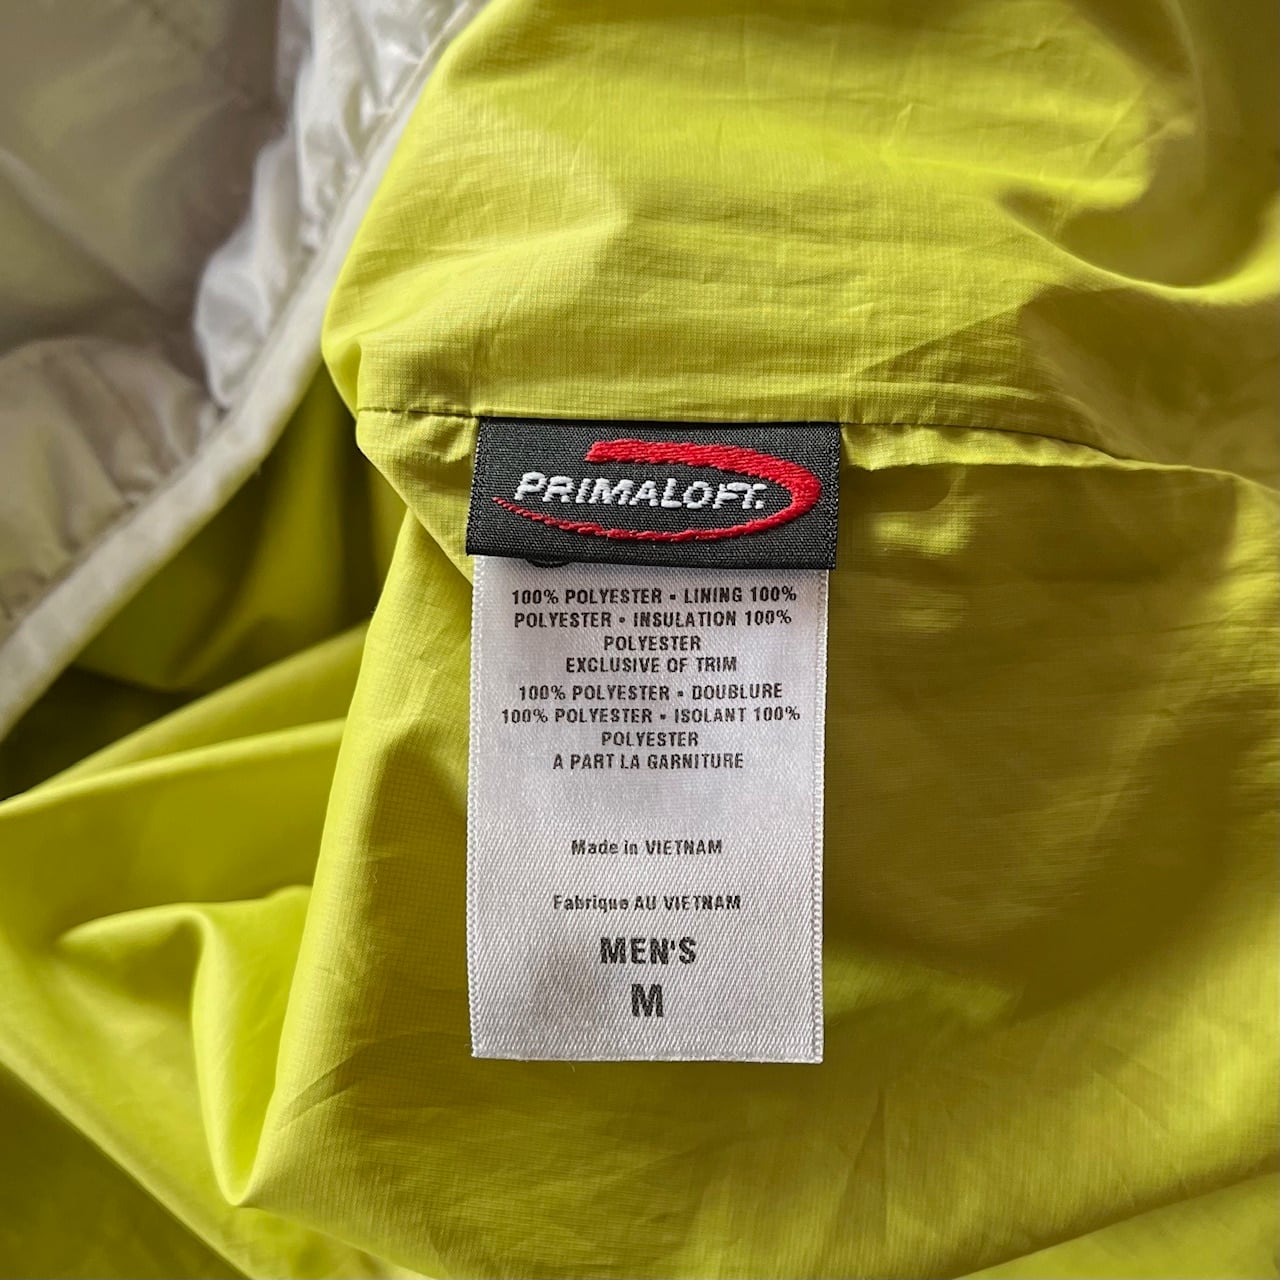 PRIMALOFT.
100% POLYESTER • LINING 100%
POLYESTER • INSULATION 100%
POLYESTER
EXCLUSIVE OF TRIM
100% POLYESTER • DOUBLURE
100% POLYESTER • ISOLANT 100%
POLYESTER
A PART LA GARNITURE
Made in VIETNAM
Fabrique AU VIETNAM
MEN'S
M